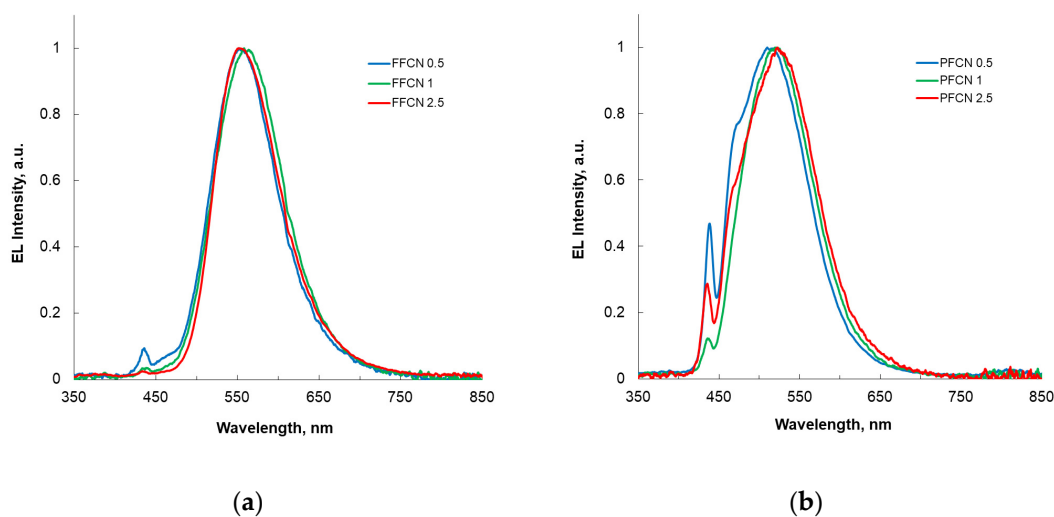 EL Intensity, a.u.
1
0.8
0.6
0.4
0.2
0
350 450 550 650 750 850
Wavelength, nm
FFCN 0.5
FFCN 1
FFCN 2.5
(a)
EL Intensity, a.u.
1
0.8
0.6
0.4
0.2
0
350 450 550 650 750 850
Wavelength, nm
PFCN 0.5
PFCN 1
PFCN 2.5
(b)